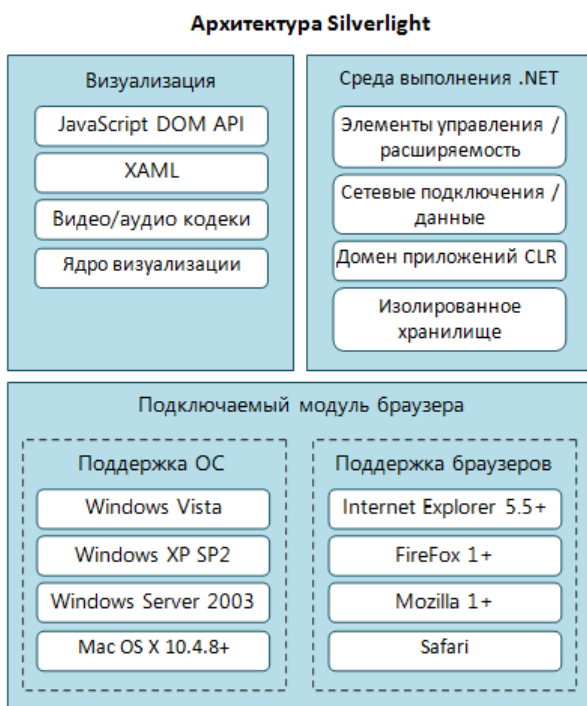 Архитектура Silverlight
Визуализация
JavaScript DOM API
XAML
Видео/аудио кодеки
Ядро визуализации
Среда выполнения .NET
Элементы управления /
расширяемость
Сетевые подключения /
данные
Домен приложений CLR
Изолированное
хранилище
Подключаемый модуль браузера
Поддержка ОС
Windows Vista
Windows XP SP2
Windows Server 2003
Mac OS X 10.4.8+
Поддержка браузеров
Internet Explorer 5.5+
FireFox 1+
Mozilla 1+
Safari